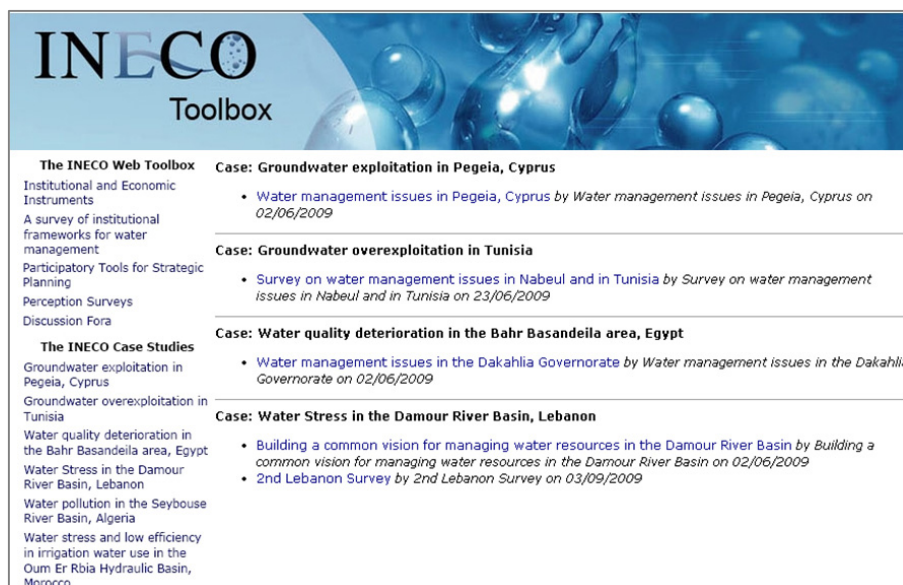 INECO
Toolbox
The INECO Web Toolbox
Institutional and Economic
Instruments
A survey of institutional
frameworks for water
management
Participatory Tools for Strategic
Planning
Perception Surveys
Discussion Fora
The INECO Case Studies
Groundwater exploitation in
Pegeia, Cyprus
Groundwater overexploitation in
Tunisia
Water quality deterioration in
the Bahr Basandeila area, Egypt
Water Stress in the Damour
River Basin, Lebanon
Water pollution in the Seybouse
River Basin, Algeria
Water stress and low efficiency
in irrigation water use in the
Oum Er Rbia Hydraulic Basin,
Morocco
Case: Groundwater exploitation in Pegeia, Cyprus
• Water management issues in Pegeia, Cyprus by Water management issues in Pegeia, Cyprus on
02/06/2009
Case: Groundwater overexploitation in Tunisia
• Survey on water management issues in Nabeul and in Tunisia by Survey on water management
issues in Nabeul and in Tunisia on 23/06/2009
Case: Water quality deterioration in the Bahr Basandeila area, Egypt
• Water management issues in the Dakahlia Governorate by Water management issues in the Dakahlia
Governorate on 02/06/2009
Case: Water Stress in the Damour River Basin, Lebanon
• Building a common vision for managing water resources in the Damour River Basin by Building a
common vision for managing water resources in the Damour River Basin on 02/06/2009
• 2nd Lebanon Survey by 2nd Lebanon Survey on 03/09/2009